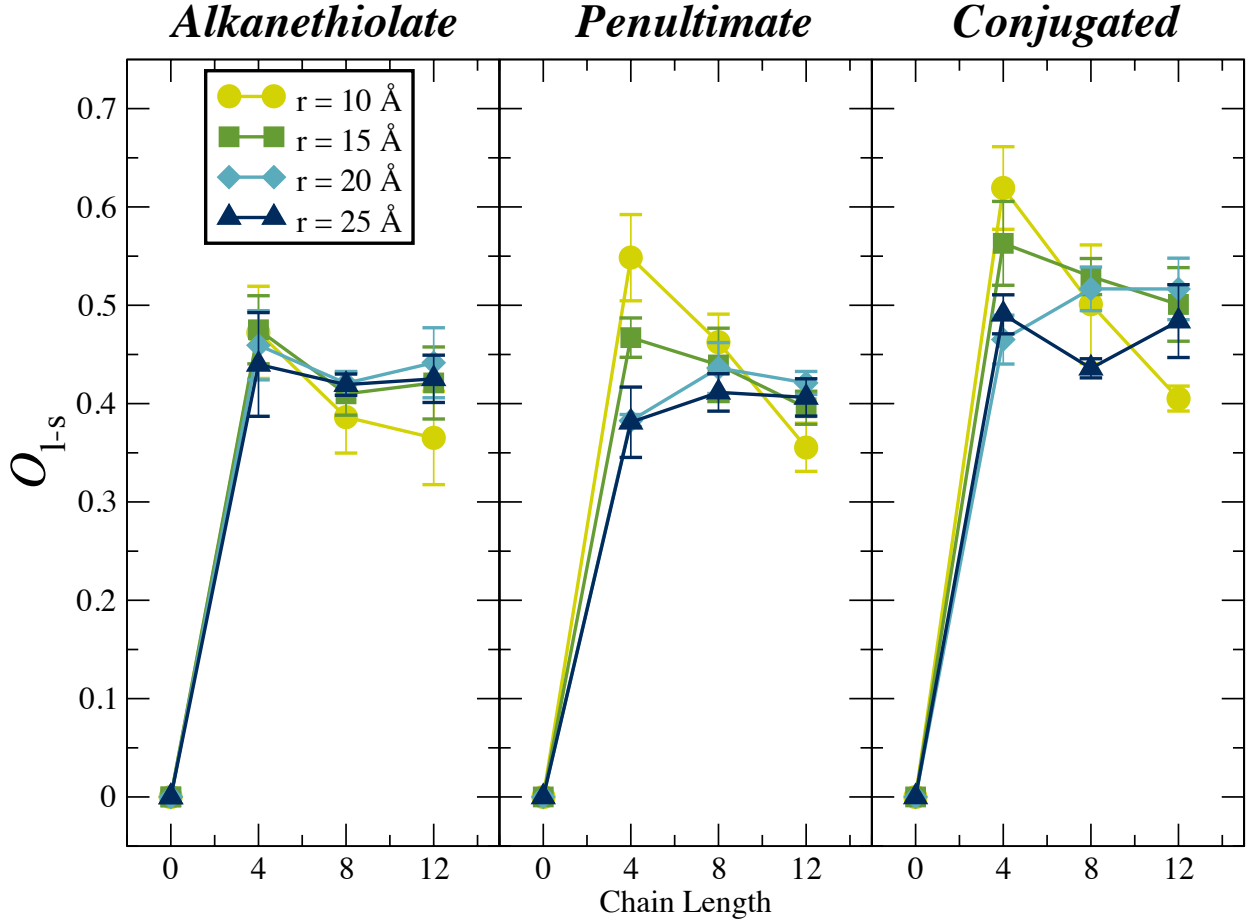 Alkanethiolate Penultimate Conjugated
r = 10 Å
r = 15 Å
r = 20 Å
r = 25 Å
O1-s
0.7
0.6
0.5
0.4
0.3
0.2
0.1
0
0 4 8 12 0 4 8 12 0 4 8 12
Chain Length